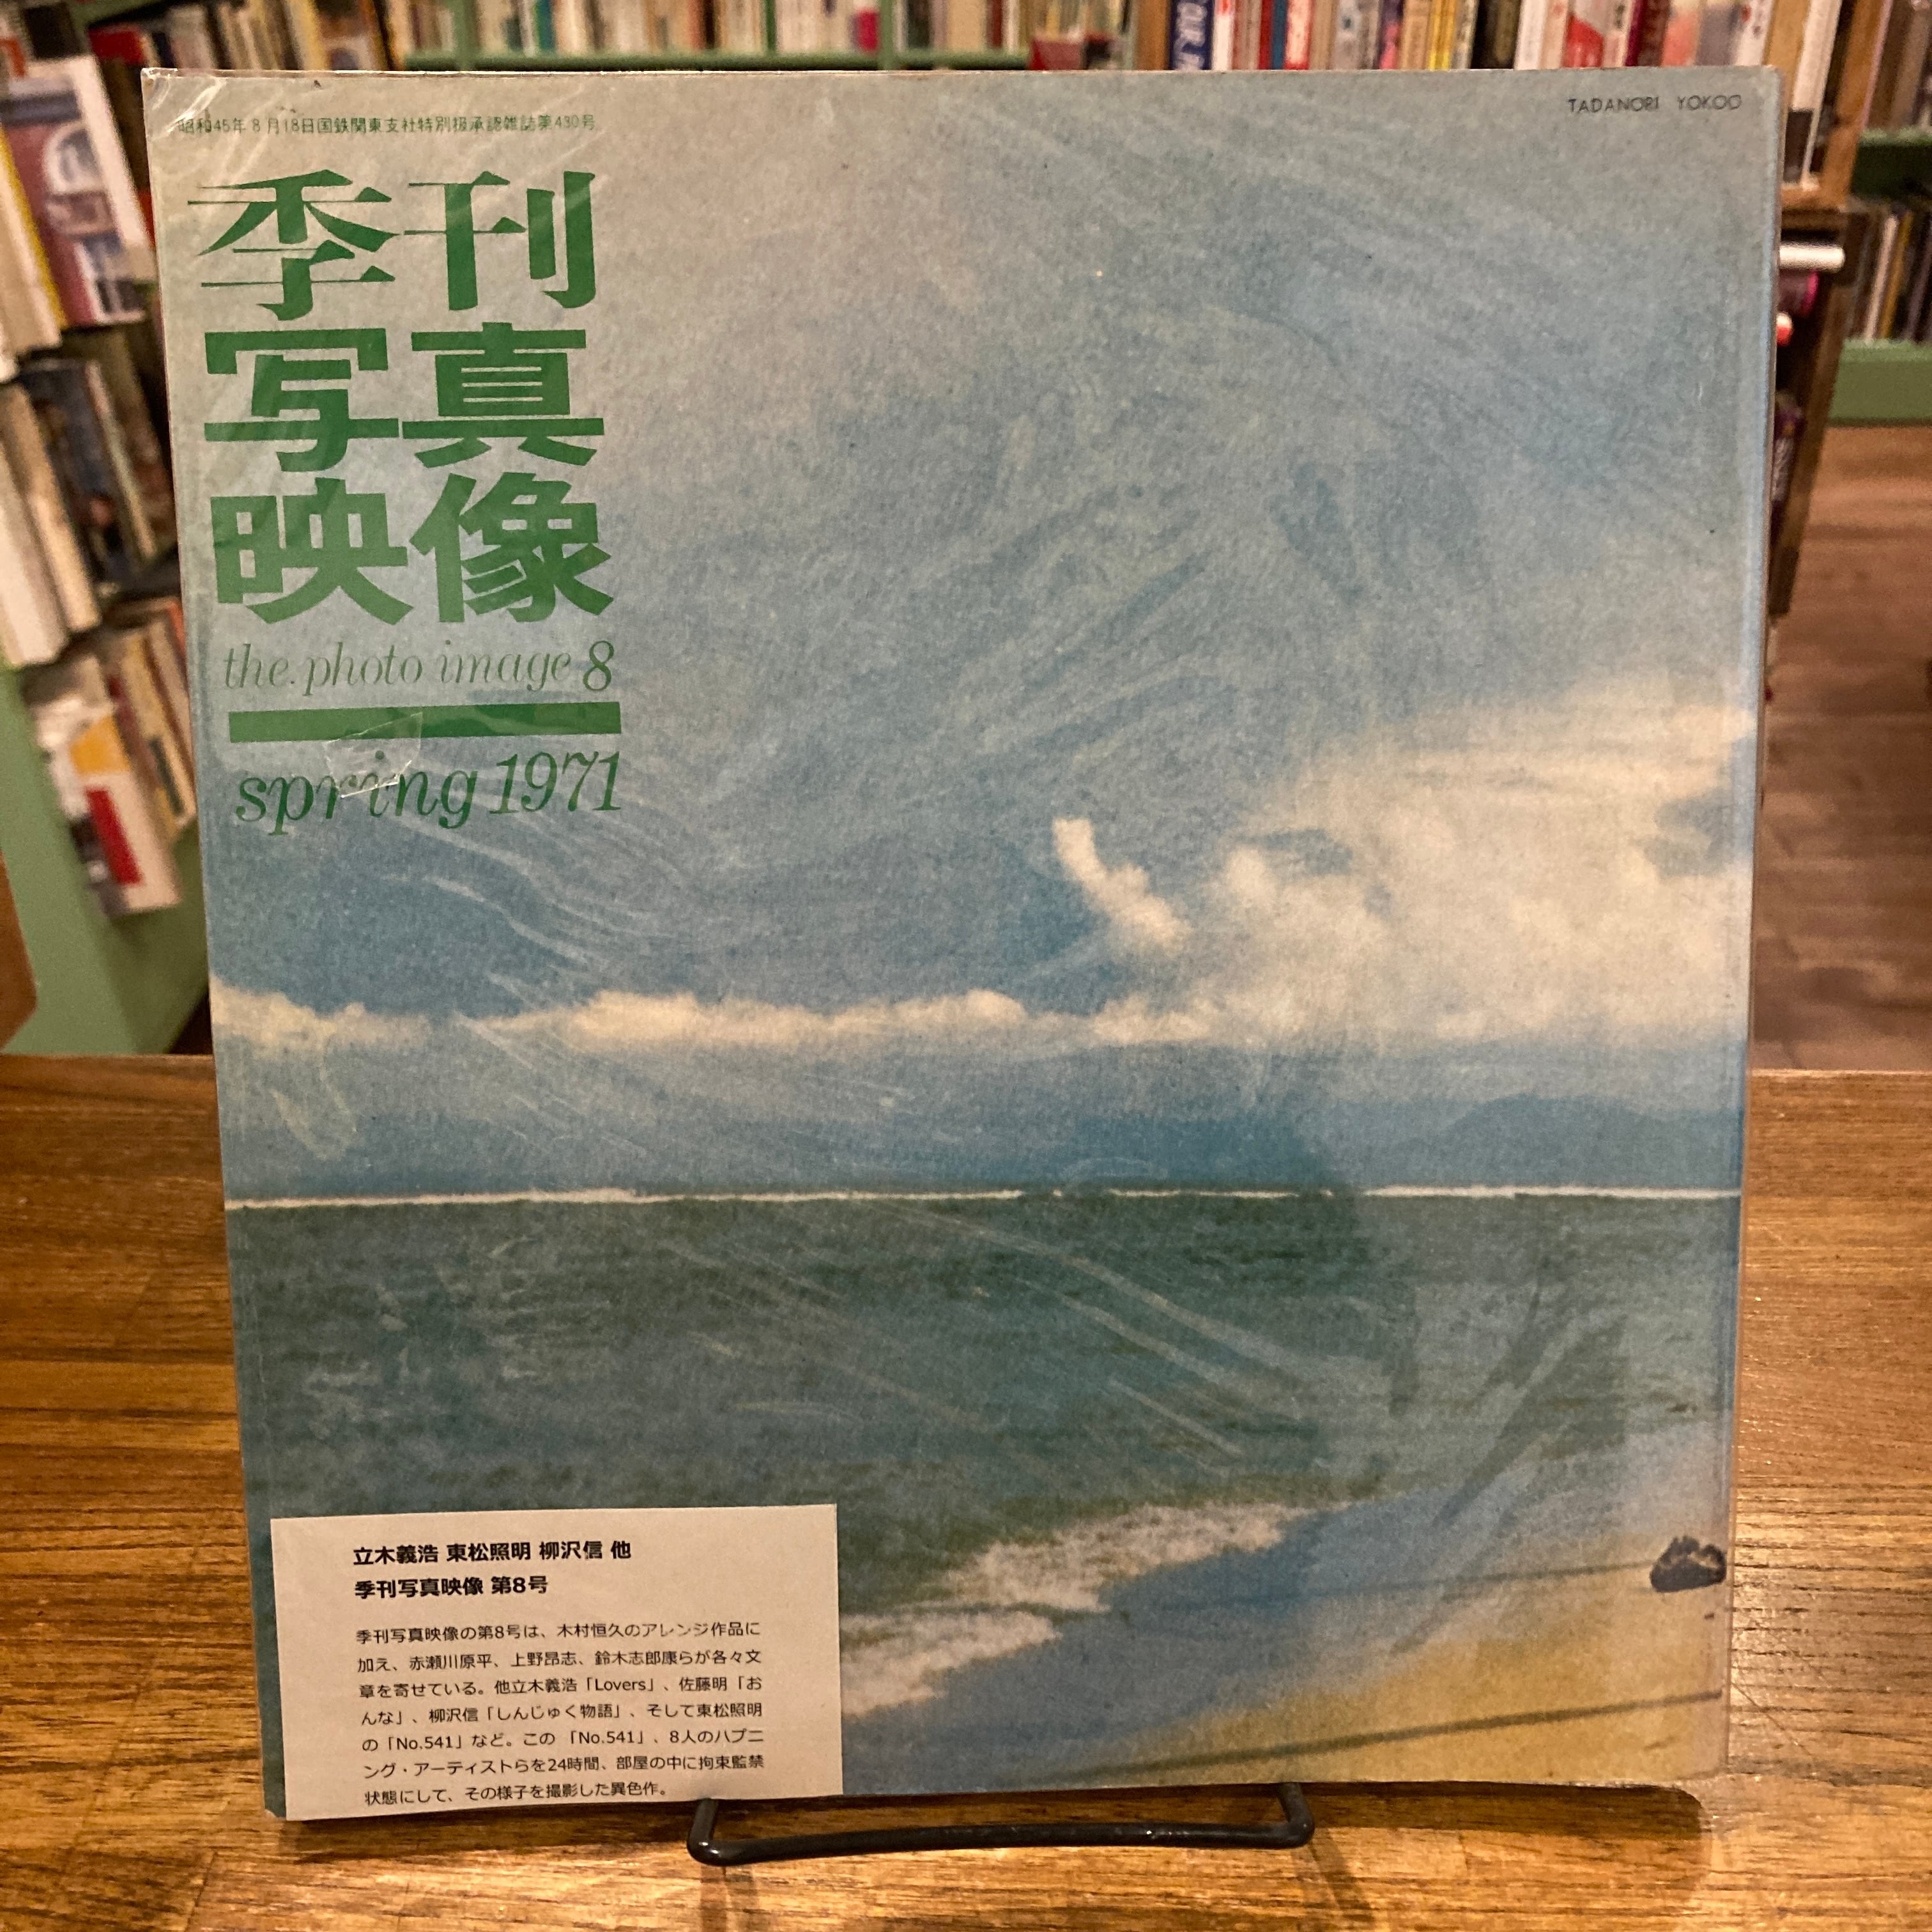 昭和45年8月18日国鉄関東支社特別扱承認雑誌第430号
TADANORI YOKOO
季刊
写真
映像
the photo image 8
spring 1971
立木義浩 東松照明 柳沢信 他
季刊写真映像 第8号
季刊写真映像の第8号は、木村恒久のアレンジ作品に
加え、赤瀬川原平、上野昂志、鈴木志郎康らが各々文
章を寄せている。他立木義浩「Lovers」、佐藤明「お
んな」、柳沢信「しんじゅく物語」、そして東松照明
の「No.541」など。この「No.541」、8人のハプニ
ング・アーティストらを24時間、部屋の中に拘束監禁
状態にして、その様子を撮影した異色作。